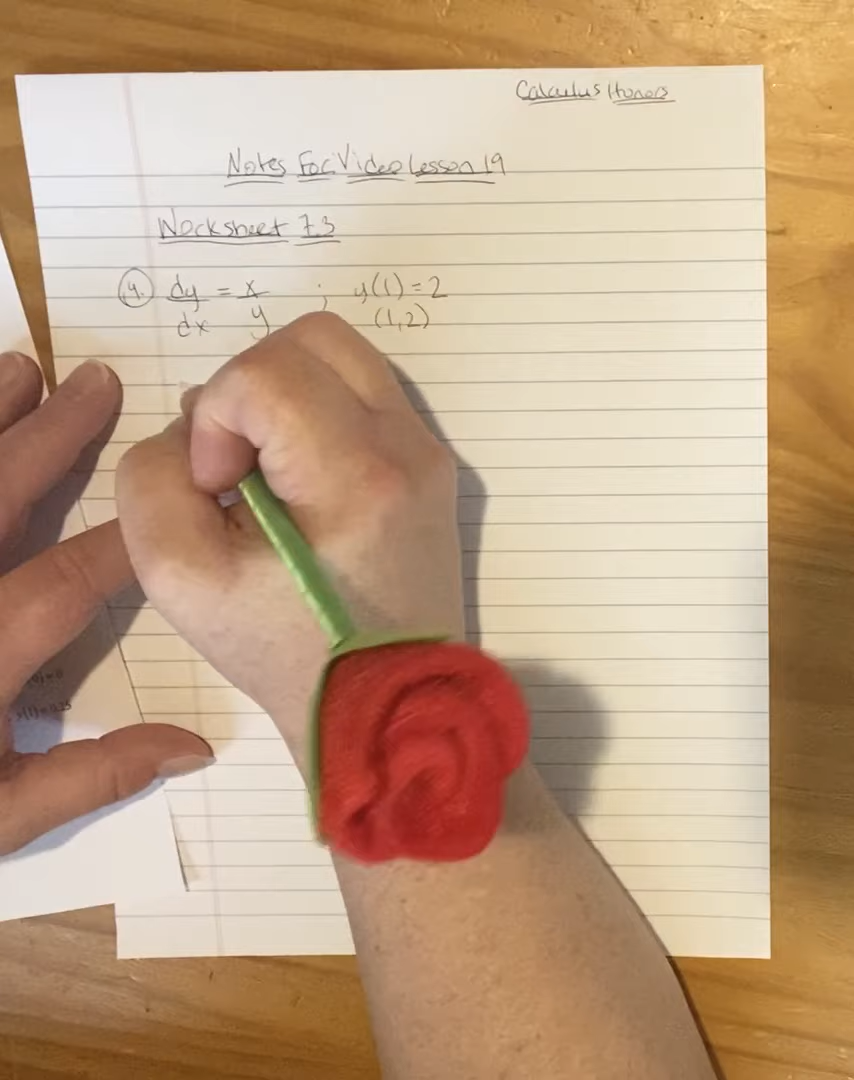 Calculus Honors
Notes For Video Lesson 19
Worksheet 7.3
4. dy/dx = x/y ; y(1)=2
(1,2)